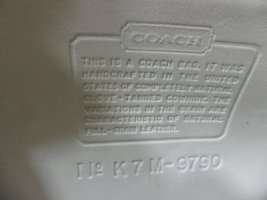 COACH
THIS IS A COACH BAG. IT WAS
HANDCRAFTED IN THE UNITED
STATES OF COMPLETELY NATURAL
GLOVE-TANNED COWHIDE. THE
VARIATIONS IN THE GRAIN ARE
CHARACTERISTIC OF NATURAL
FULL-GRAIN LEATHER.
No K7M-9790